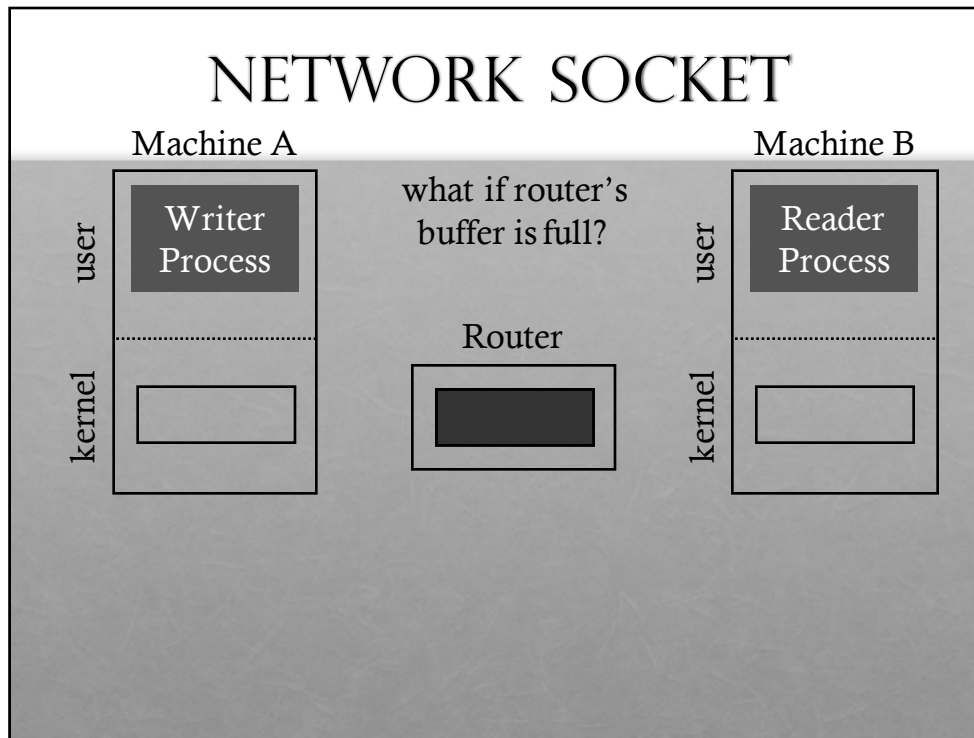 NETWORK SOCKET
Machine A
Machine B
what if router’s
buffer is full?
user
Writer
Process
kernel
Router
user
Reader
Process
kernel